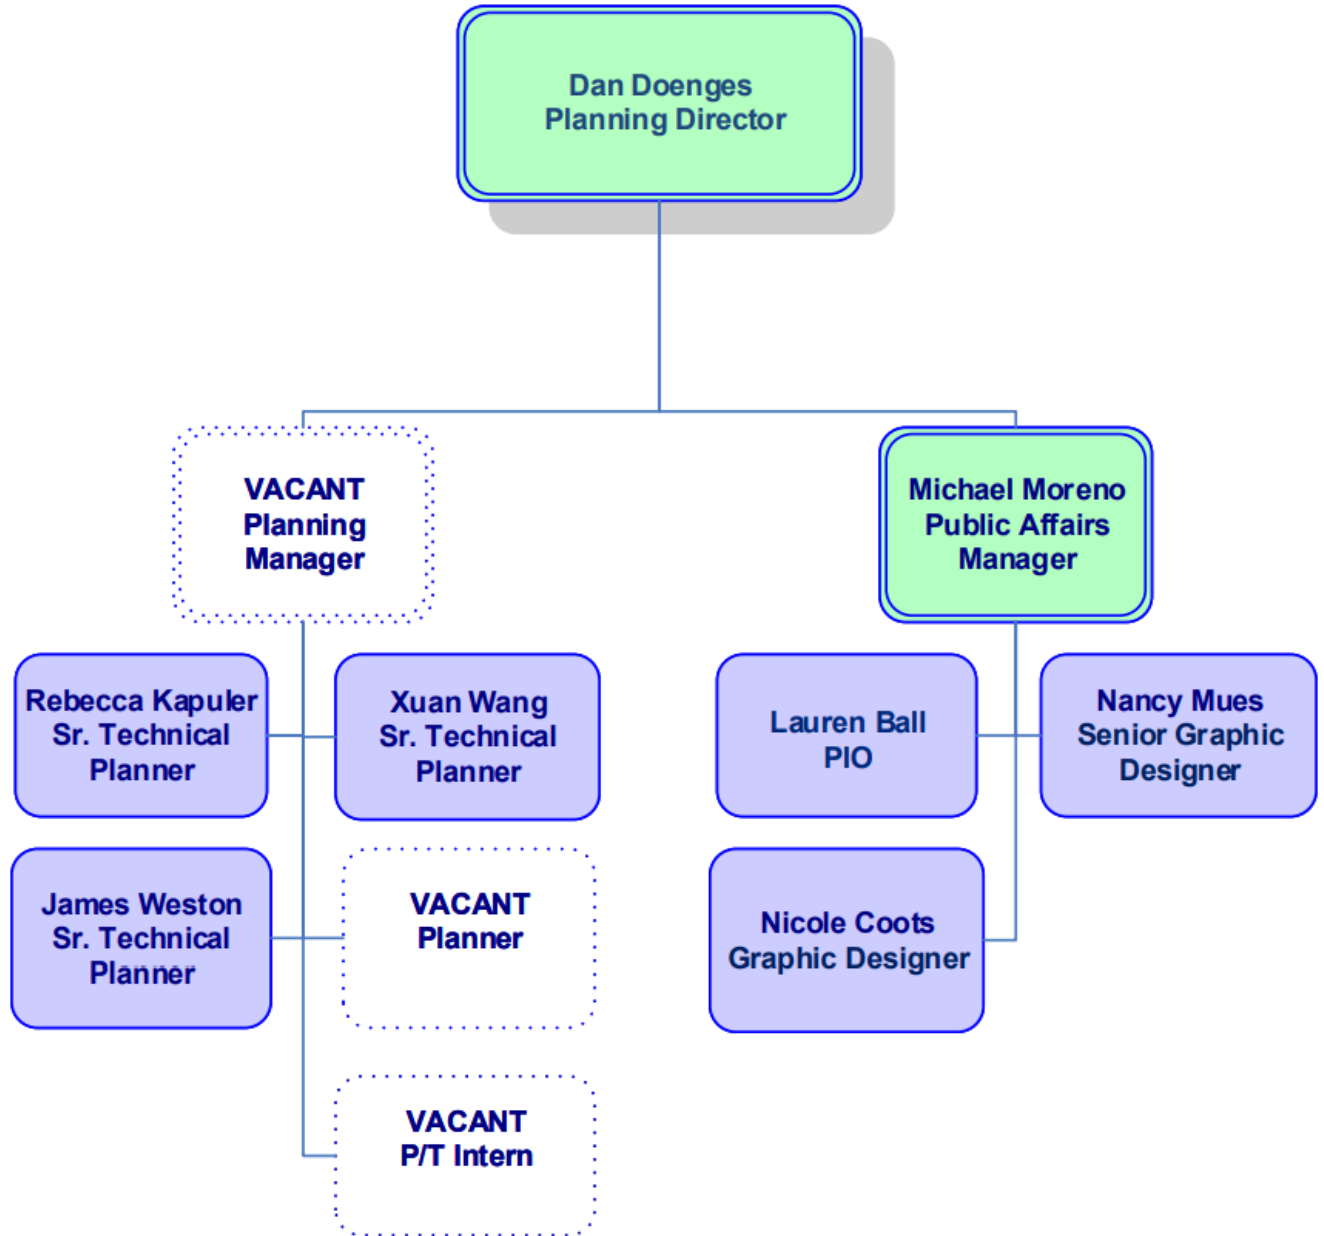 Dan Doenges
Planning Director
VACANT
Planning
Manager
Michael Moreno
Public Affairs
Manager
Rebecca Kapuler
Sr. Technical
Planner
Xuan Wang
Sr. Technical
Planner
Lauren Ball
PIO
Nancy Mues
Senior Graphic
Designer
James Weston
Sr. Technical
Planner
VACANT
Planner
Nicole Coots
Graphic Designer
VACANT
P/T Intern